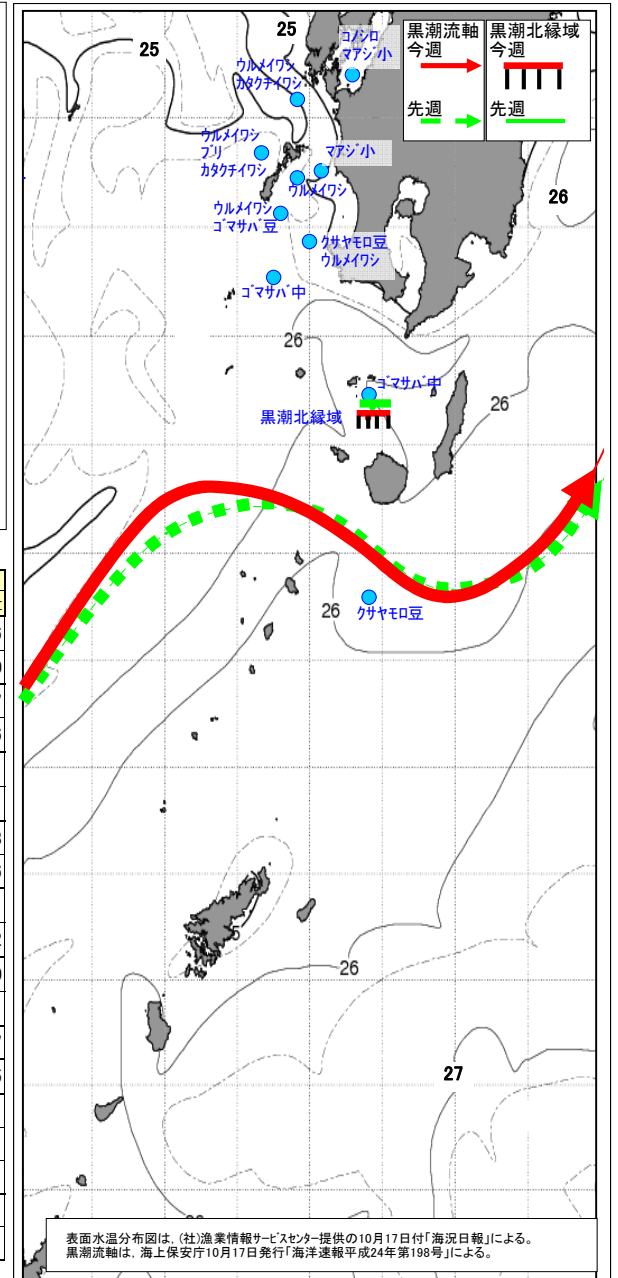 25
25
コノシロ
マアジ小
黒潮流軸
今週
先週
黒潮北縁域
今週
先週
ウルメイワシ
カタクチイワシ
ウルメイワシ
ブリ
カタクチイワシ
マアジ小
ウルメイワシ
26
ウルメイワシ
ゴマサバ豆
クサヤモロ豆
ウルメイワシ
ゴマサバ中
26
ゴマサバ中
26
黒潮北縁域
26
クサヤモロ豆
26
27
表面水温分布図は, (社)漁業情報サービスセンター提供の10月17日付「海況日報」による。
黒潮流軸は, 海上保安庁10月17日発行「海洋速報平成24年第198号」による。